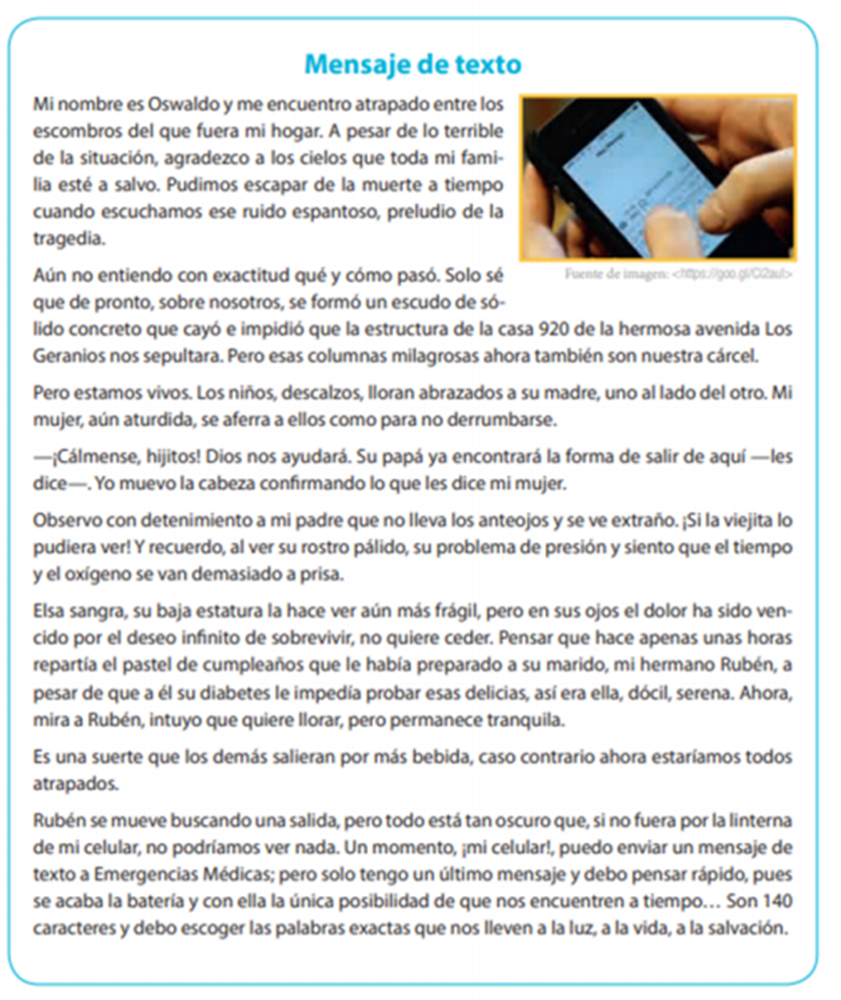 Mensaje de texto
Mi nombre es Oswaldo y me encuentro atrapado entre los
escombros del que fuera mi hogar. A pesar de lo terrible
de la situación, agradezco a los cielos que toda mi fami-
lia esté a salvo. Pudimos escapar de la muerte a tiempo
cuando escuchamos ese ruido espantoso, preludio de la
tragedia.
Fuente de imagen:
Aún no entiendo con exactitud qué y cómo pasó. Solo sé
que de pronto, sobre nosotros, se formó un escudo de só-
lido concreto que cayó e impidió que la estructura de la casa 920 de la hermosa avenida Los
Geranios nos sepultara. Pero esas columnas milagrosas ahora también son nuestra cárcel.
Pero estamos vivos. Los niños, descalzos, lloran abrazados a su madre, uno al lado del otro. Mi
mujer, aún aturdida, se aferra a ellos como para no derrumbarse.
—¡Cálmense, hijitos! Dios nos ayudará. Su papá ya encontrará la forma de salir de aquí —les
dice—. Yo muevo la cabeza confirmando lo que les dice mi mujer.
Observo con detenimiento a mi padre que no lleva los anteojos y se ve extraño. ¡Si la viejita lo
pudiera ver! Y recuerdo, al ver su rostro pálido, su problema de presión y siento que el tiempo
y el oxígeno se van demasiado a prisa.
Elsa sangra, su baja estatura la hace ver aún más frágil, pero en sus ojos el dolor ha sido ven-
cido por el deseo infinito de sobrevivir, no quiere ceder. Pensar que hace apenas unas horas
repartía el pastel de cumpleaños que le había preparado a su marido, mi hermano Rubén, a
pesar de que a él su diabetes le impedía probar esas delicias, así era ella, dócil, serena. Ahora,
mira a Rubén, intuyo que quiere llorar, pero permanece tranquila.
Es una suerte que los demás salieran por más bebida, caso contrario ahora estaríamos todos
atrapados.
Rubén se mueve buscando una salida, pero todo está tan oscuro que, si no fuera por la linterna
de mi celular, no podríamos ver nada. Un momento, ¡mi celular!, puedo enviar un mensaje de
texto a Emergencias Médicas; pero solo tengo un último mensaje y debo pensar rápido, pues
se acaba la batería y con ella la única posibilidad de que nos encuentren a tiempo... Son 140
caracteres y debo escoger las palabras exactas que nos lleven a la luz, a la vida, a la salvación.